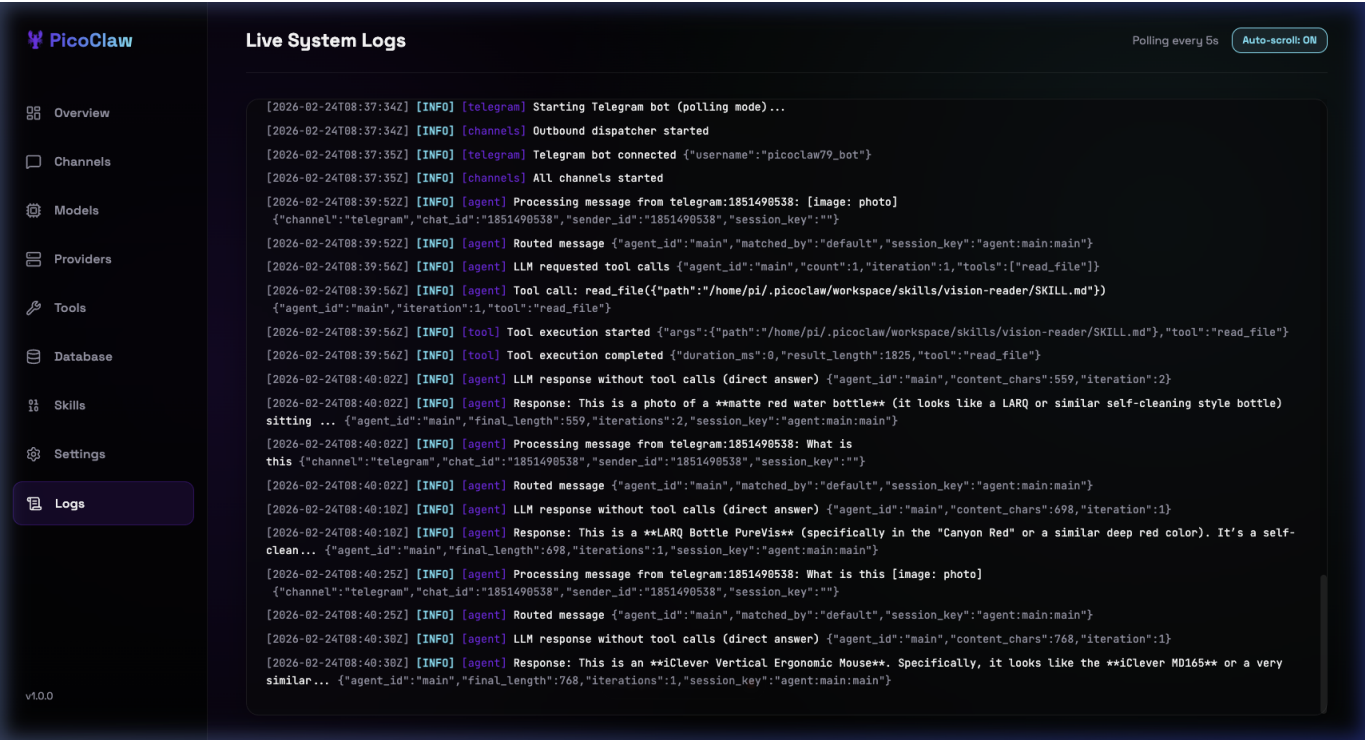 PicoClaw
Overview
Channels
Models
Providers
Tools
Database
Skills
Settings
Logs
v1.0.0
Live System Logs
Polling every 5s
Auto-scroll: ON
[2026-02-24T08:37:34Z] [INFO] [telegram] Starting Telegram bot (polling mode)...
[2026-02-24T08:37:34Z] [INFO] [channels] Outbound dispatcher started
[2026-02-24T08:37:35Z] [INFO] [telegram] Telegram bot connected {"username":"picoclaw79_bot"}
[2026-02-24T08:37:35Z] [INFO] [channels] All channels started
[2026-02-24T08:39:52Z] [INFO] [agent] Processing message from telegram:1851490538: [image: photo]
{"channel":"telegram","chat_id":"1851490538","sender_id":"1851490538","session_key":""}
[2026-02-24T08:39:52Z] [INFO] [agent] Routed message {"agent_id":"main","matched_by":"default","session_key":"agent:main:main"}
[2026-02-24T08:39:56Z] [INFO] [agent] LLM requested tool calls {"agent_id":"main","count":1,"iteration":1,"tools":["read_file"]}
[2026-02-24T08:39:56Z] [INFO] [agent] Tool call: read_file({"path":"/home/pi/.picoclaw/workspace/skills/vision-reader/SKILL.md"})
{"agent_id":"main","iteration":1,"tool":"read_file"}
[2026-02-24T08:39:56Z] [INFO] [tool] Tool execution started {"args":{"path":"/home/pi/.picoclaw/workspace/skills/vision-reader/SKILL.md"},"tool":"read_file"}
[2026-02-24T08:39:56Z] [INFO] [tool] Tool execution completed {"duration_ms":0,"result_length":1825,"tool":"read_file"}
[2026-02-24T08:40:02Z] [INFO] [agent] LLM response without tool calls (direct answer) {"agent_id":"main","content_chars":559,"iteration":2}
[2026-02-24T08:40:02Z] [INFO] [agent] Response: This is a photo of a **matte red water bottle** (it looks like a LARQ or similar self-cleaning style bottle)
sitting ... {"agent_id":"main","final_length":559,"iterations":2,"session_key":"agent:main:main"}
[2026-02-24T08:40:02Z] [INFO] [agent] Processing message from telegram:1851490538: What is
this {"channel":"telegram","chat_id":"1851490538","sender_id":"1851490538","session_key":""}
[2026-02-24T08:40:02Z] [INFO] [agent] Routed message {"agent_id":"main","matched_by":"default","session_key":"agent:main:main"}
[2026-02-24T08:40:10Z] [INFO] [agent] LLM response without tool calls (direct answer) {"agent_id":"main","content_chars":698,"iteration":1}
[2026-02-24T08:40:10Z] [INFO] [agent] Response: This is a **LARQ Bottle PureVis** (specifically in the "Canyon Red" or a similar deep red color). It’s a self-
clean... {"agent_id":"main","final_length":698,"iterations":1,"session_key":"agent:main:main"}
[2026-02-24T08:40:25Z] [INFO] [agent] Processing message from telegram:1851490538: What is this [image: photo]
{"channel":"telegram","chat_id":"1851490538","sender_id":"1851490538","session_key":""}
[2026-02-24T08:40:25Z] [INFO] [agent] Routed message {"agent_id":"main","matched_by":"default","session_key":"agent:main:main"}
[2026-02-24T08:40:30Z] [INFO] [agent] LLM response without tool calls (direct answer) {"agent_id":"main","content_chars":768,"iteration":1}
[2026-02-24T08:40:30Z] [INFO] [agent] Response: This is an **iClever Vertical Ergonomic Mouse**. Specifically, it looks like the **iClever MD165** or a very
similar... {"agent_id":"main","final_length":768,"iterations":1,"session_key":"agent:main:main"}